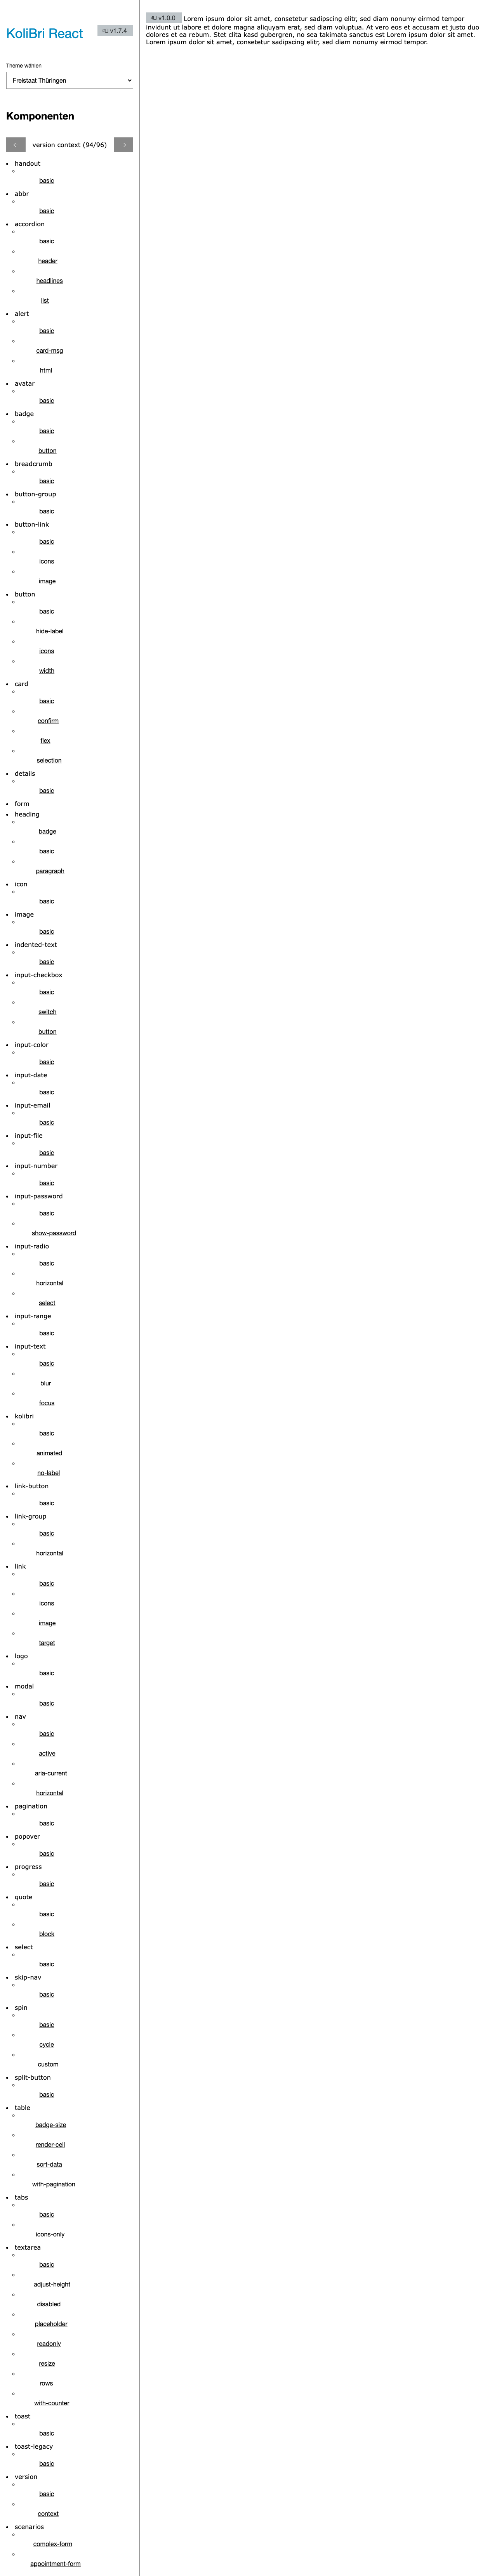 KoliBri React
v1.7.4
Theme wählen
Freistaat Thüringen
Komponenten
version context (94/96)
handout
basic
abbr
basic
accordion
basic
header
headlines
list
alert
basic
card-msg
html
avatar
basic
badge
basic
button
breadcrumb
basic
button-group
basic
button-link
basic
icons
image
button
basic
hide-label
icons
width
card
basic
confirm
flex
selection
details
basic
form
heading
badge
basic
paragraph
icon
basic
image
basic
indented-text
basic
input-checkbox
basic
switch
button
input-color
basic
input-date
basic
input-email
basic
input-file
basic
input-number
basic
input-password
basic
show-password
input-radio
basic
horizontal
select
input-range
basic
input-text
basic
blur
focus
kolibri
basic
animated
no-label
link-button
basic
link-group
basic
horizontal
link
basic
icons
image
target
logo
basic
modal
basic
nav
basic
active
aria-current
horizontal
pagination
basic
popover
basic
progress
basic
quote
basic
block
select
basic
skip-nav
basic
spin
basic
cycle
custom
split-button
basic
table
badge-size
render-cell
sort-data
with-pagination
tabs
basic
icons-only
textarea
basic
adjust-height
disabled
placeholder
readonly
resize
rows
with-counter
toast
basic
toast-legacy
basic
version
basic
context
scenarios
complex-form
appointment-form
v1.0.0 Lorem ipsum dolor sit amet, consetetur sadipscing elitr, sed diam nonumy eirmod tempor
invidunt ut labore et dolore magna aliquyam erat, sed diam voluptua. At vero eos et accusam et justo duo
dolores et ea rebum. Stet clita kasd gubergren, no sea takimata sanctus est Lorem ipsum dolor sit amet.
Lorem ipsum dolor sit amet, consetetur sadipscing elitr, sed diam nonumy eirmod tempor.